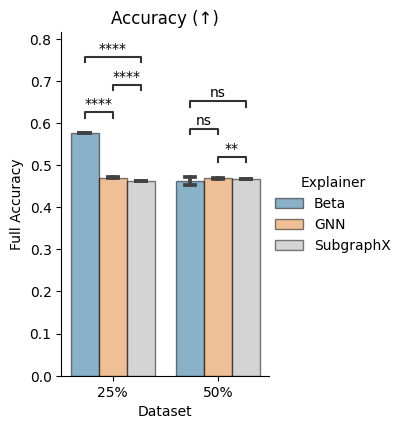 Accuracy (↑)
0.8
0.7
0.6
0.5
0.4
0.3
0.2
0.1
0.0
Full Accuracy
****
****
****
ns
ns
**
25%
50%
Dataset
Explainer
Beta
GNN
SubgraphX